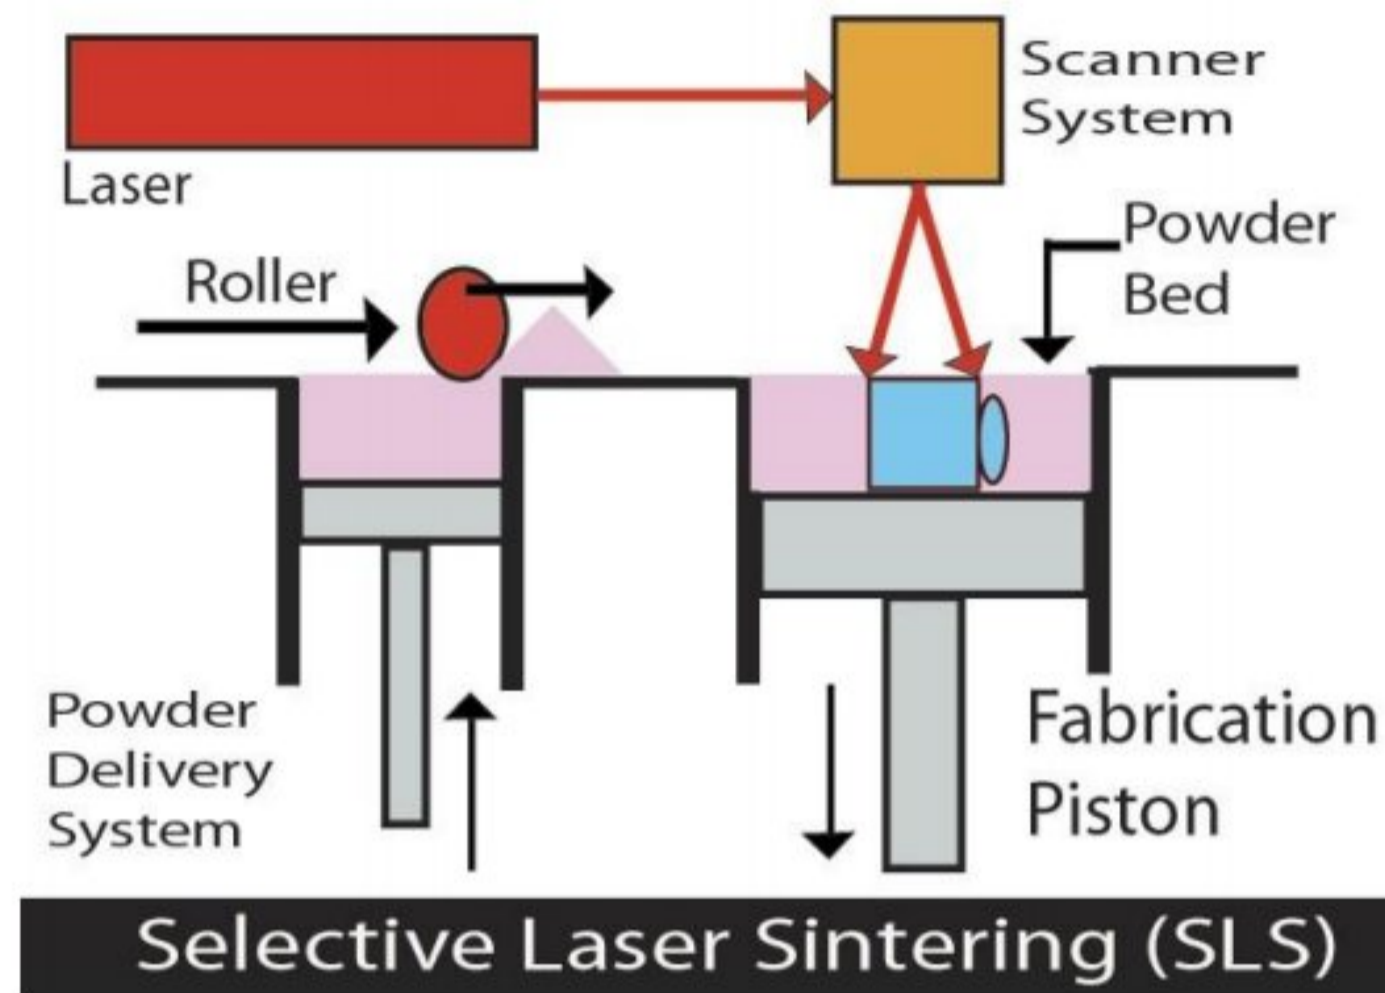 Scanner
System
Laser
Powder
Bed
Roller
Powder
Delivery
System
Fabrication
Piston
Selective Laser Sintering (SLS)